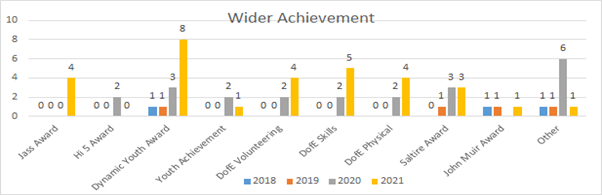 Wider Achievement
10
8
6
4
2
0
0 0 0 4
0 0 2 0
1 1 3 8
0 0 2 1
0 0 2 4
0 0 2 5
0 0 2 4
0 1 3 3
1 1 1
1 1 6 1
Jass Award
Hi 5 Award
Dynamic Youth Award
Youth Achievement
DofE Volunteering
DofE Skills
DofE Physical
Saltire Award
John Muir Award
Other
2018 2019 2020 2021